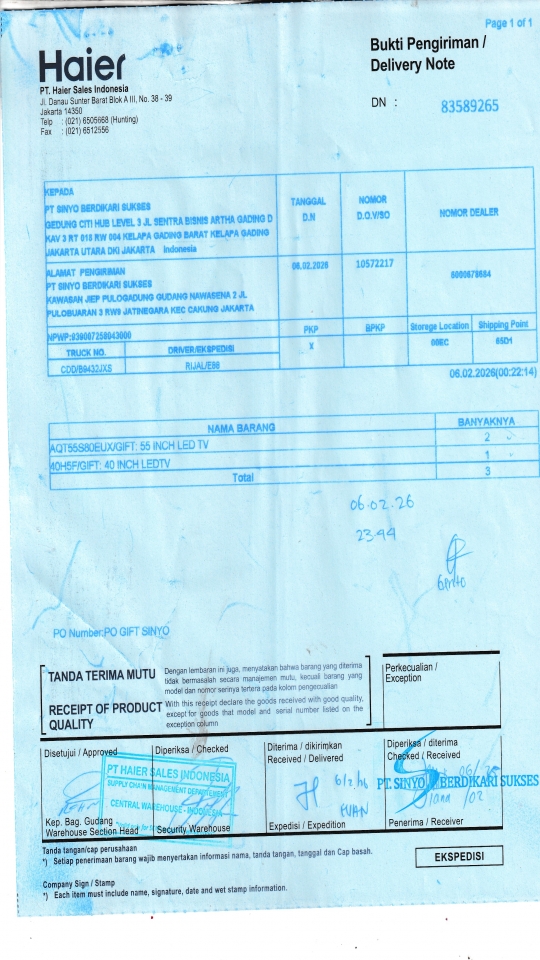 Page 1 of 1
Haier
Bukti Pengiriman /
Delivery Note
PT. Haier Sales Indonesia
Jl. Danau Sunter Barat Blok A III, No. 38 - 39
Jakarta 14350
Telp : (021) 6505668 (Hunting)
Fax : (021) 6512556
DN : 83589265
KEPADA
PT SINYO BERDIKARI SUKSES
GEDUNG CITI HUB LEVEL 3 JL SENTRA BISNIS ARTHA GADING D
KAV 3 RT 018 RW 004 KELAPA GADING BARAT KELAPA GADING
JAKARTA UTARA DKI JAKARTA Indonesia
TANGGAL
D.N
NOMOR
D.O.V/SO
NOMOR DEALER
ALAMAT PENGIRIMAN
PT SINYO BERDIKARI SUKSES
KAWASAN JIEP PULOGADUNG GUDANG NAWASENA 2 JL
PULOBUARAN 3 RW9 JATINEGARA KEC CAKUNG JAKARTA
06.02.2026
10572217
NPWP:
PKP
BPKP
Storage Location
Shipping Point
TRUCK NO.
DRIVER/EKSPEDISI
X
CDD/B9432JXS
RIJAL/E86
06.02.2026(00:22:14)
NAMA BARANG
BANYAKNYA
AQT55S80EUX/GIFT: 55 INCH LED TV 2
40H5F/GIFT: 40 INCH LEDTV 1
Total 3
06.02.26
23.44
PO Number:PO GIFT SINYO
TANDA TERIMA MUTU
Dengan lembaran ini juga, menyatakan bahwa barang yang diterima
tidak bermasalah secara manajemen mutu, kecuali barang yang
model dan nomor serinya tertera pada kolom pengecualian
RECEIPT OF PRODUCT
QUALITY
With this receipt declare the goods received with good quality,
except for goods that model and serial number listed on the
exception column
Perkecualian /
Exception
Disetujui / Approved
Diperiksa / Checked
Diterima / dikirimkan
Received / Delivered
Diperiksa / diterima
Checked / Received
PT HAIER SALES INDONESIA
SUPPLY CHAIN MANAGEMENT DEPARTEMENT
CENTRAL WAREHOUSE - INDONESIA
6/2/26
PT. SINYO BERDIKARI SUKSES
Kep. Bag. Gudang
Warehouse Section Head
Security Warehouse
Expedisi / Expedition
Penerima / Receiver
Tanda tangan/cap perusahaan
*) Setiap penerimaan barang wajib menyertakan informasi nama, tanda tangan, tanggal dan Cap basah.
EKSPEDISI
Company Sign / Stamp
*) Each item must include name, signature, date and wet stamp information.